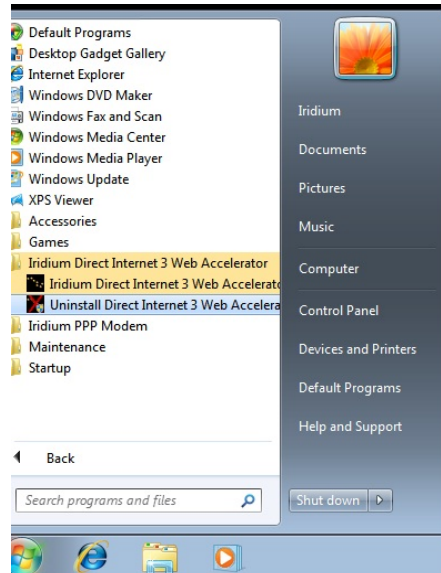 Default Programs
Desktop Gadget Gallery
Internet Explorer
Windows DVD Maker
Windows Fax and Scan
Windows Media Center
Windows Media Player
Windows Update
XPS Viewer
Accessories
Games
Iridium Direct Internet 3 Web Accelerator
Iridium Direct Internet 3 Web Accelerato
Uninstall Direct Internet 3 Web Accelera
Iridium PPP Modem
Maintenance
Startup
Back
Search programs and files
Iridium
Documents
Pictures
Music
Computer
Control Panel
Devices and Printers
Default Programs
Help and Support
Shut down